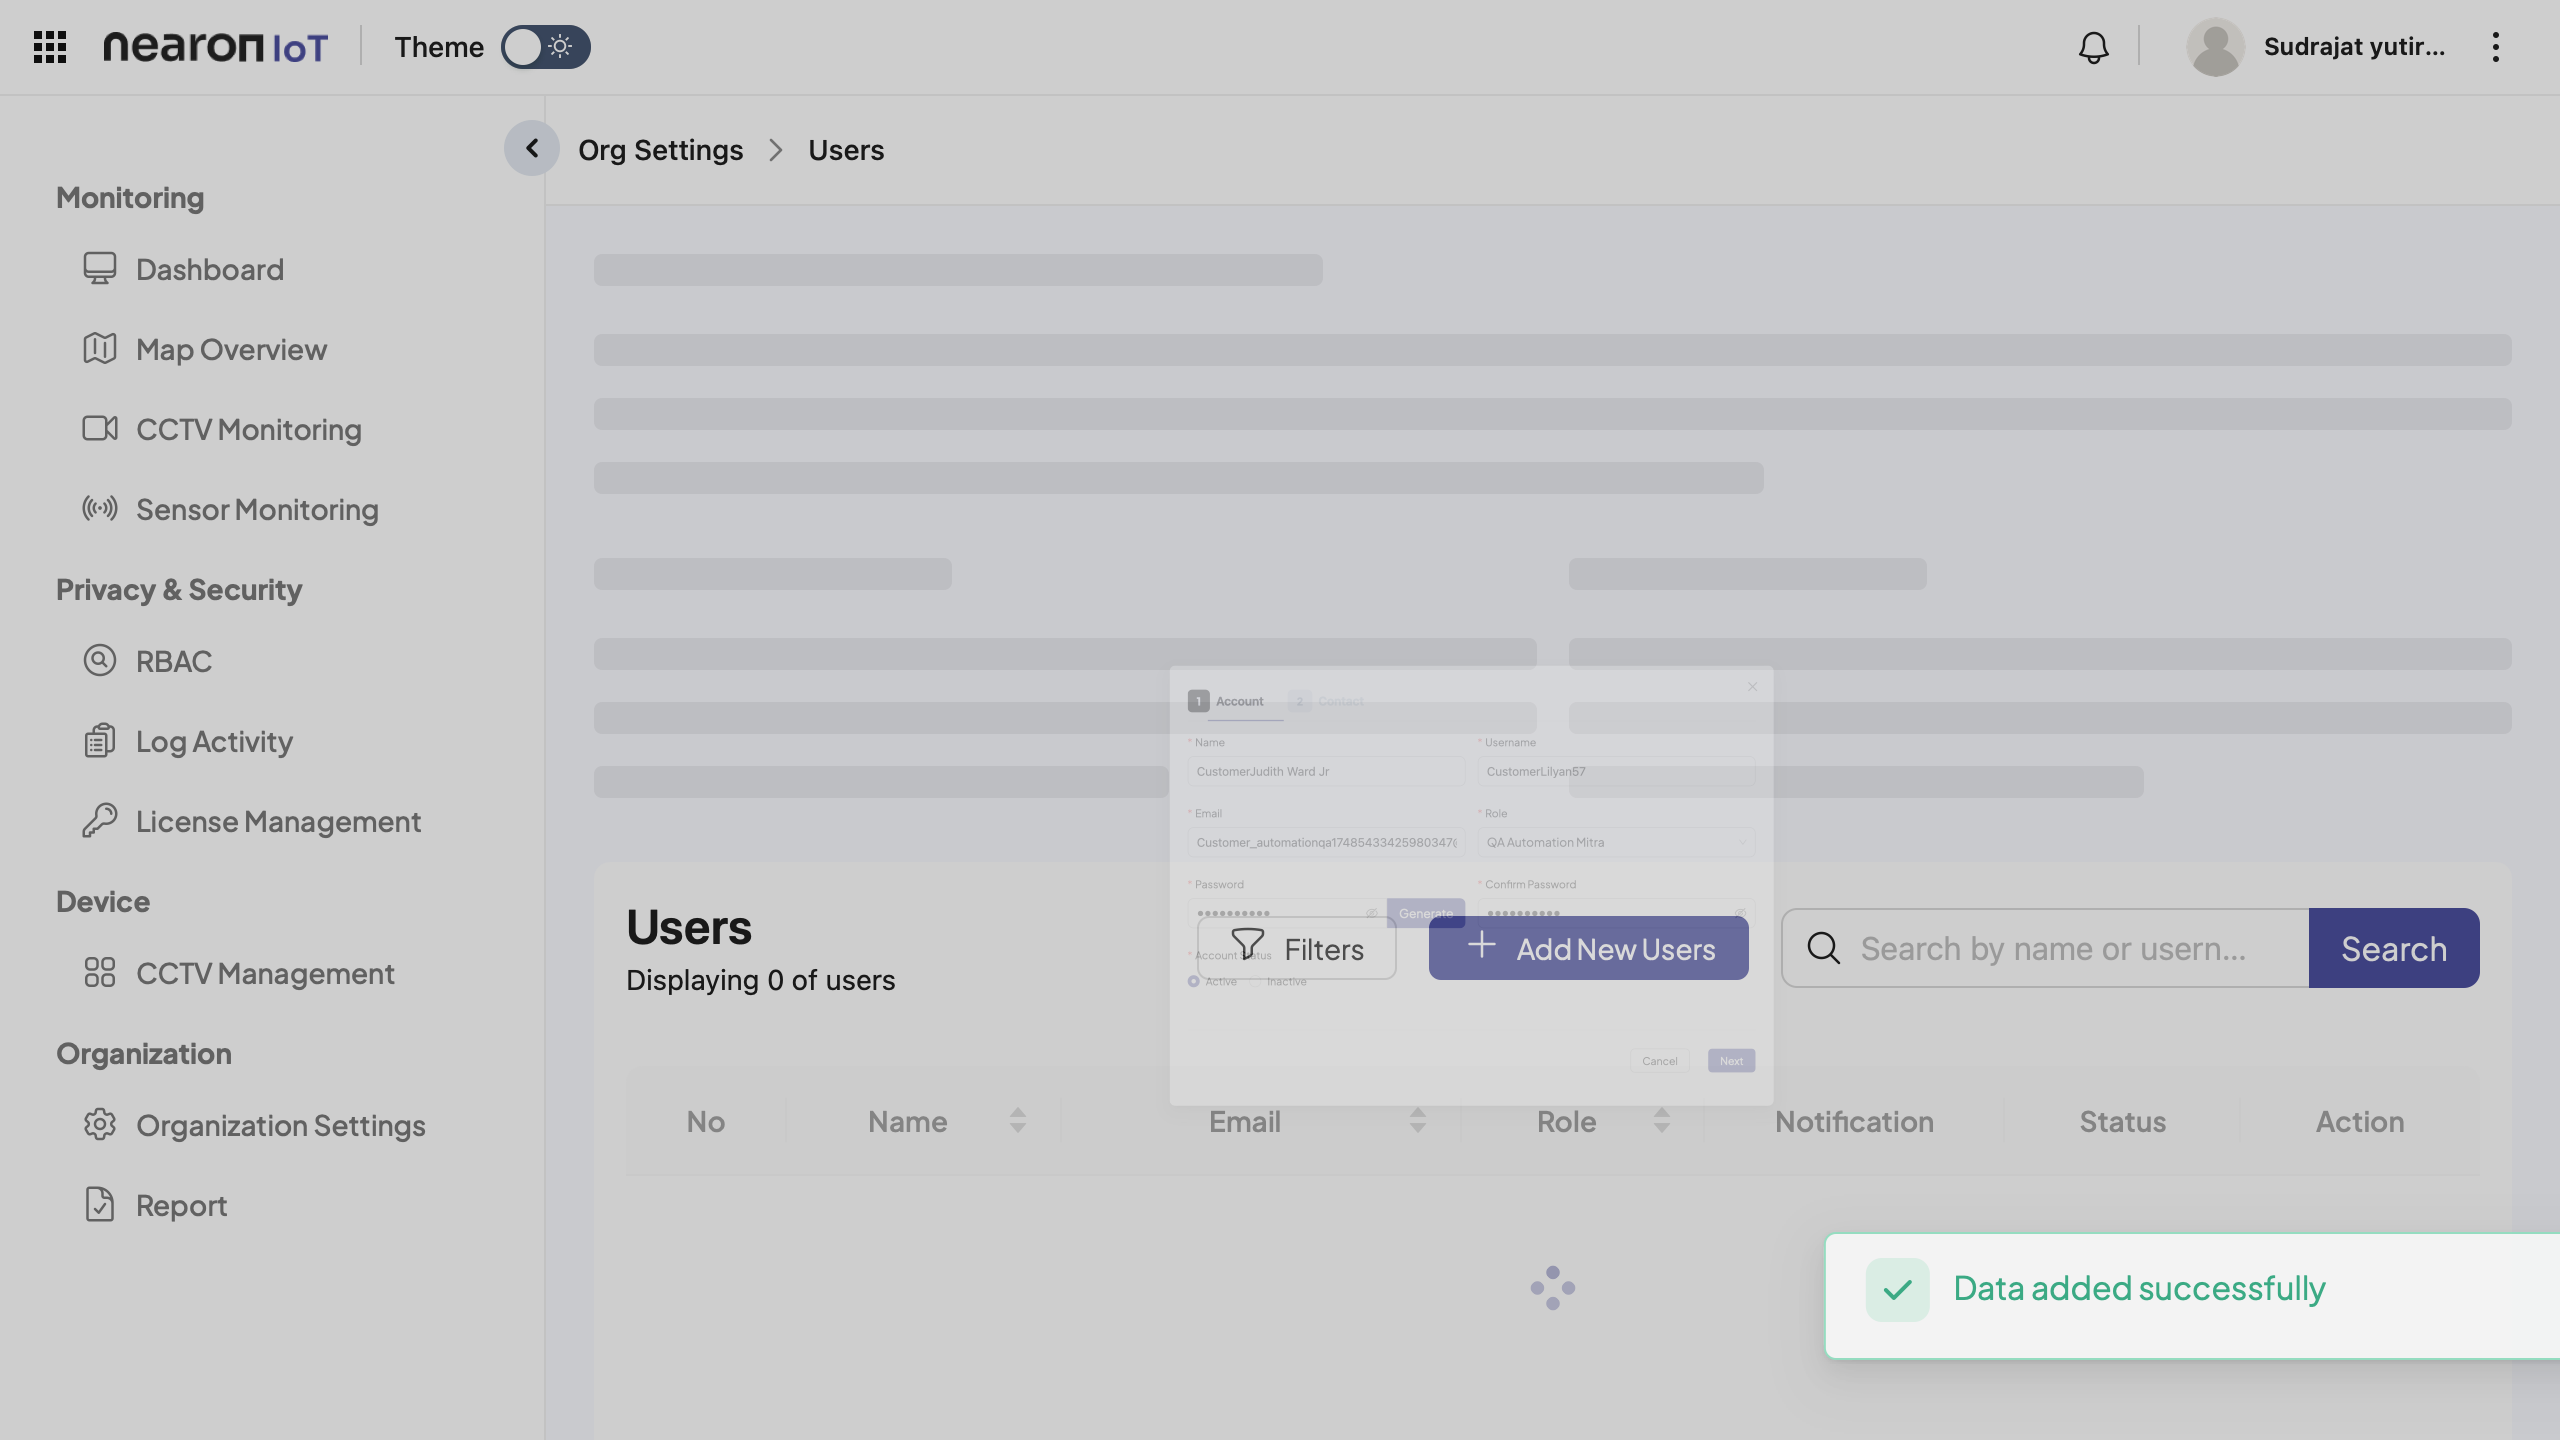 nearon IoT
Theme
Sudrajat yutir...
Org Settings > Users
Monitoring
Dashboard
Map Overview
CCTV Monitoring
Sensor Monitoring
Privacy & Security
RBAC
Log Activity
License Management
Device
CCTV Management
Organization
Organization Settings
Report
1 Account 2 Contact
* Name * Username
CustomerJudith Ward Jr CustomerLilyan57
* Email * Role
Customer_automationqa1748543342598034760 QA Automation Mitra
* Password * Confirm Password
Generate
* Account Status
Active Inactive
Cancel Next
Users
Displaying 0 of users
Filters
Add New Users
Search by name or usern...
Search
No Name Email Role Notification Status Action
Data added successfully